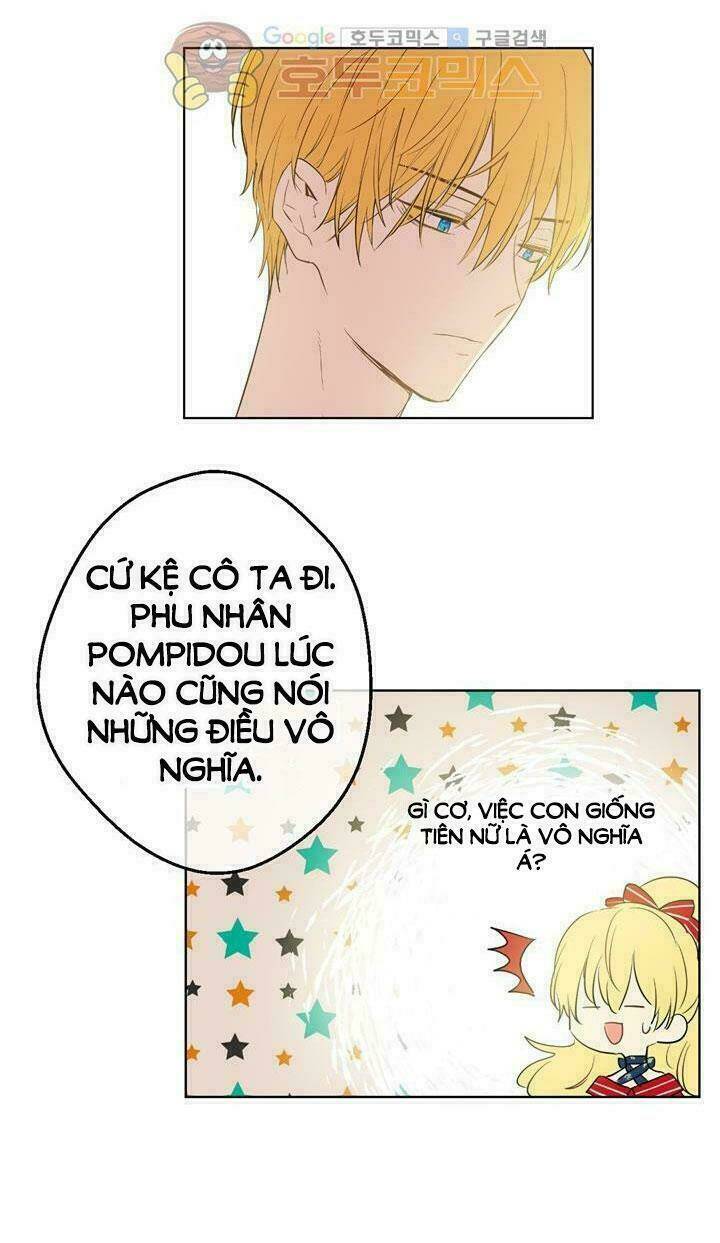 Google 호두코믹스 구글검색
호두코믹스
CỨ KỆ CÔ TA ĐI.
PHU NHÂN
POMPIDOU LÚC
NÀO CŨNG NÓI
NHỮNG ĐIỀU VÔ
NGHĨA.
GÌ CƠ, VIỆC CON GIỐNG
TIÊN NỮ LÀ VÔ NGHĨA
Á?